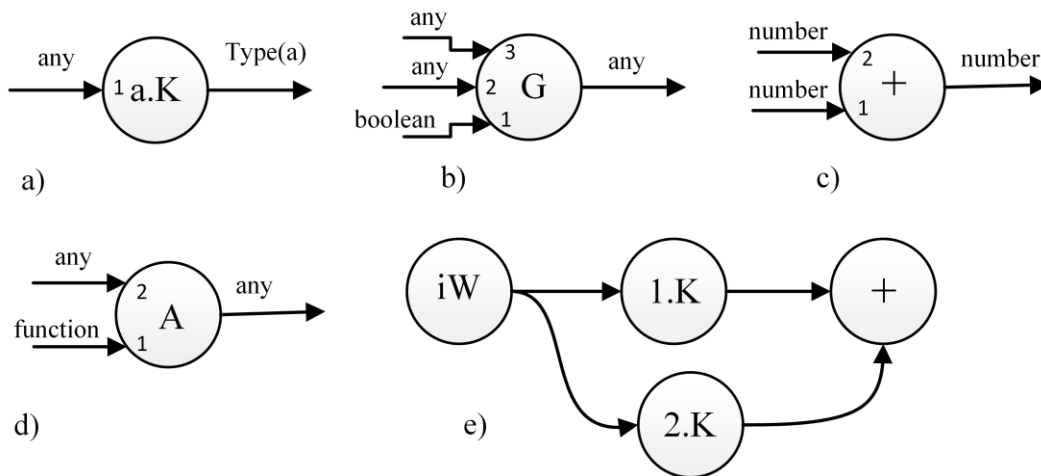 any
1 a.K
Type(a)
a)
any
any
boolean
3
2
1
G
any
b)
number
number
2
1
+
number
c)
any
function
2
1
A
any
d)
iW
1.K
+
2.K
e)